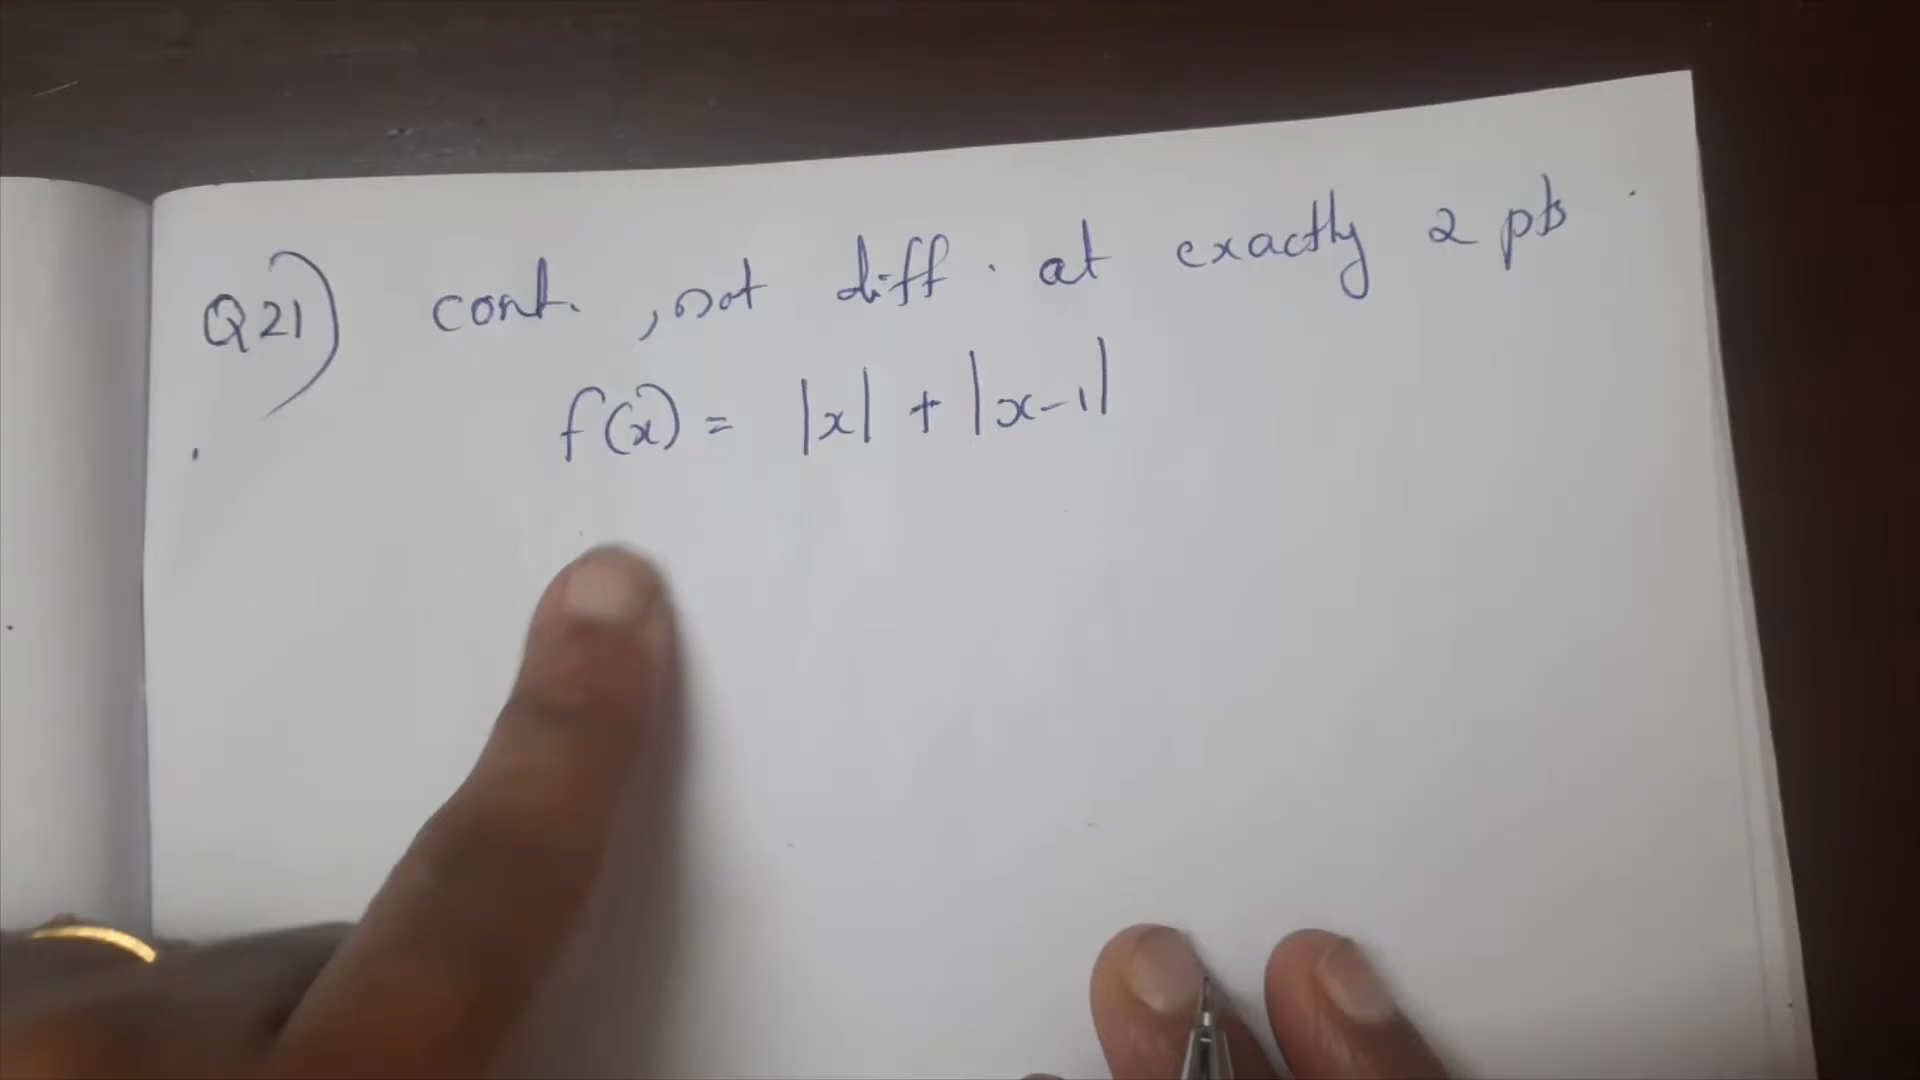 Q21) cont. , not diff. at exactly 2 pts.
f(x) = |x| + |x-1|